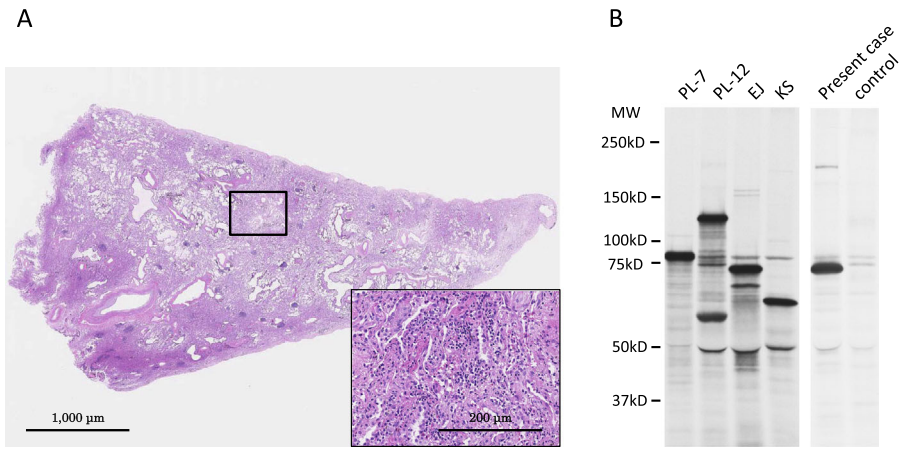 A
1,000 µm
200 µm
B
PL-7
PL-12
EJ
KS
Present case
control
MW
250kD
150kD
100kD
75kD
50kD
37kD